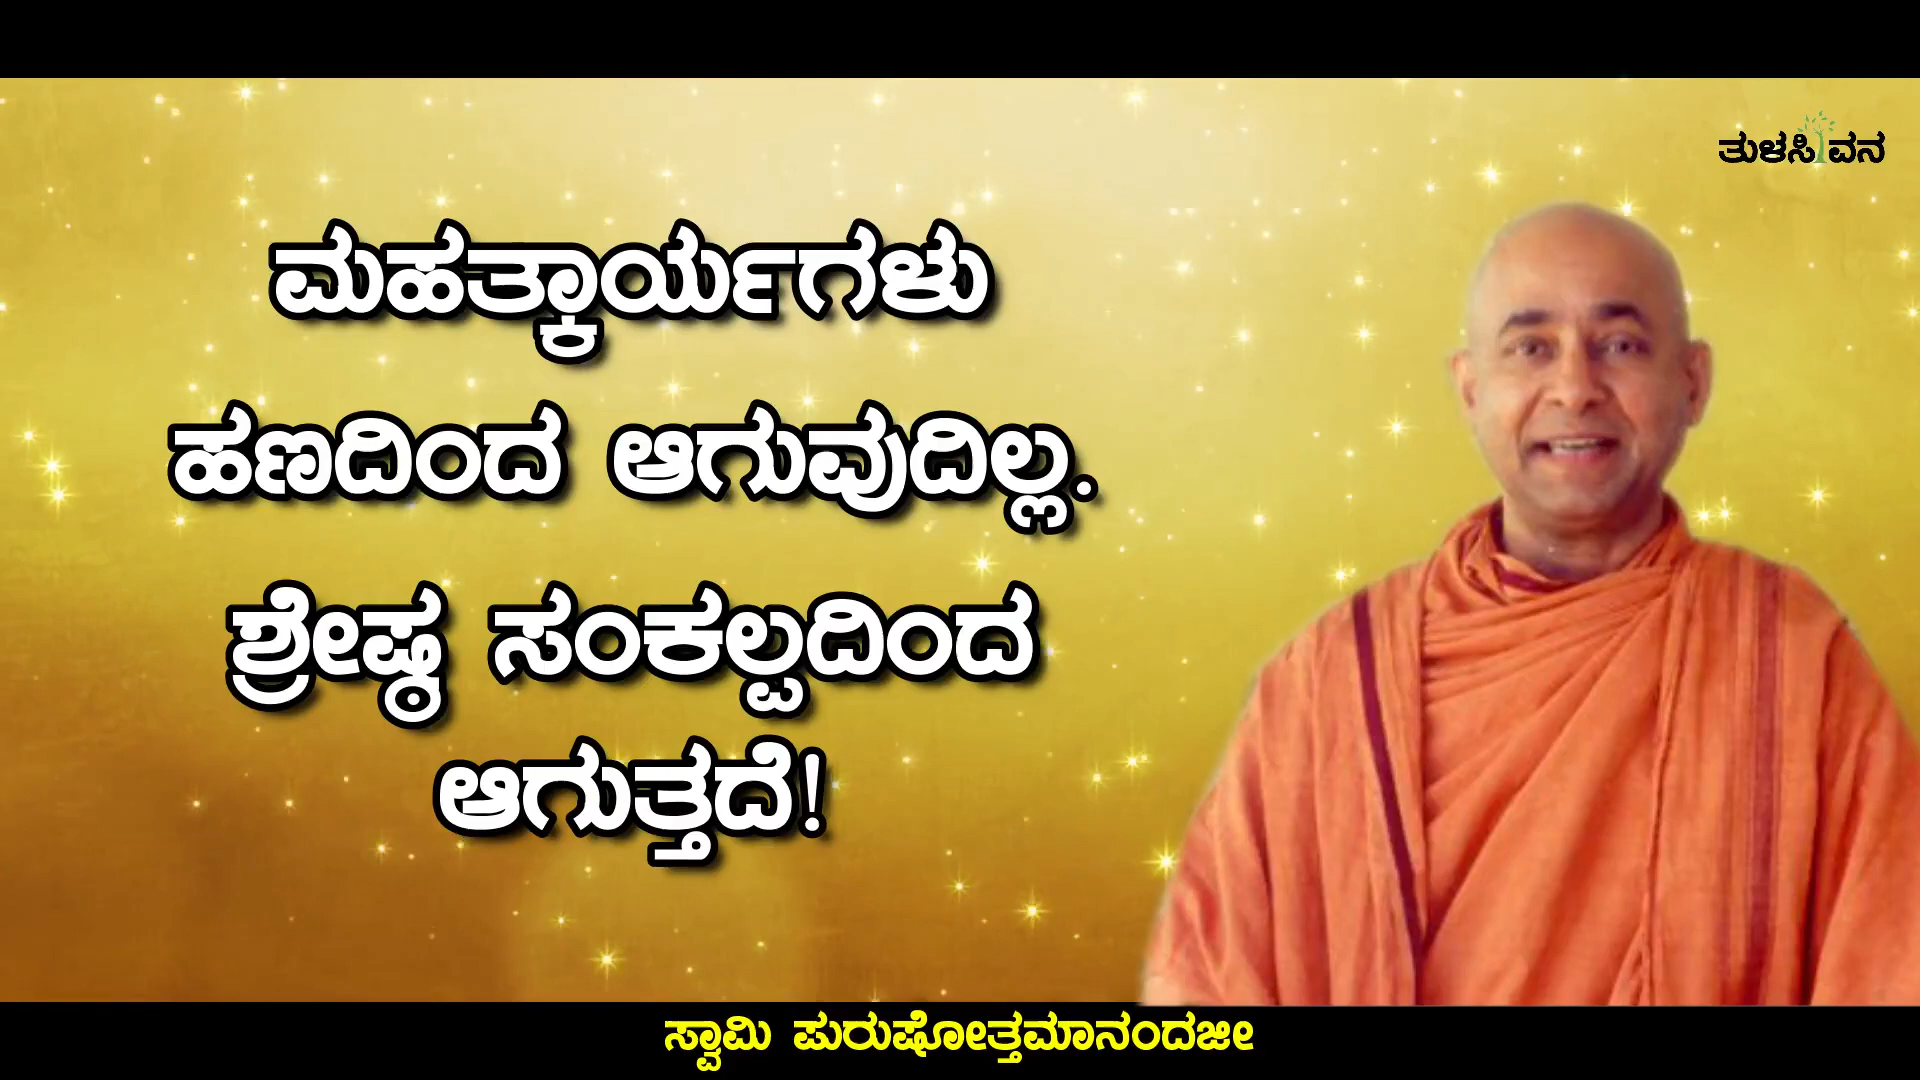 ತುಳಸಿವನ
ಮಹತ್ಕಾರ್ಯಗಳು
ಹಣದಿಂದ ಆಗುವುದಿಲ್ಲ.
ಶ್ರೇಷ್ಠ ಸಂಕಲ್ಪದಿಂದ
ಆಗುತ್ತದೆ!
ಸ್ವಾಮಿ ಪುರುಷೋತ್ತಮಾನಂದಜೀ